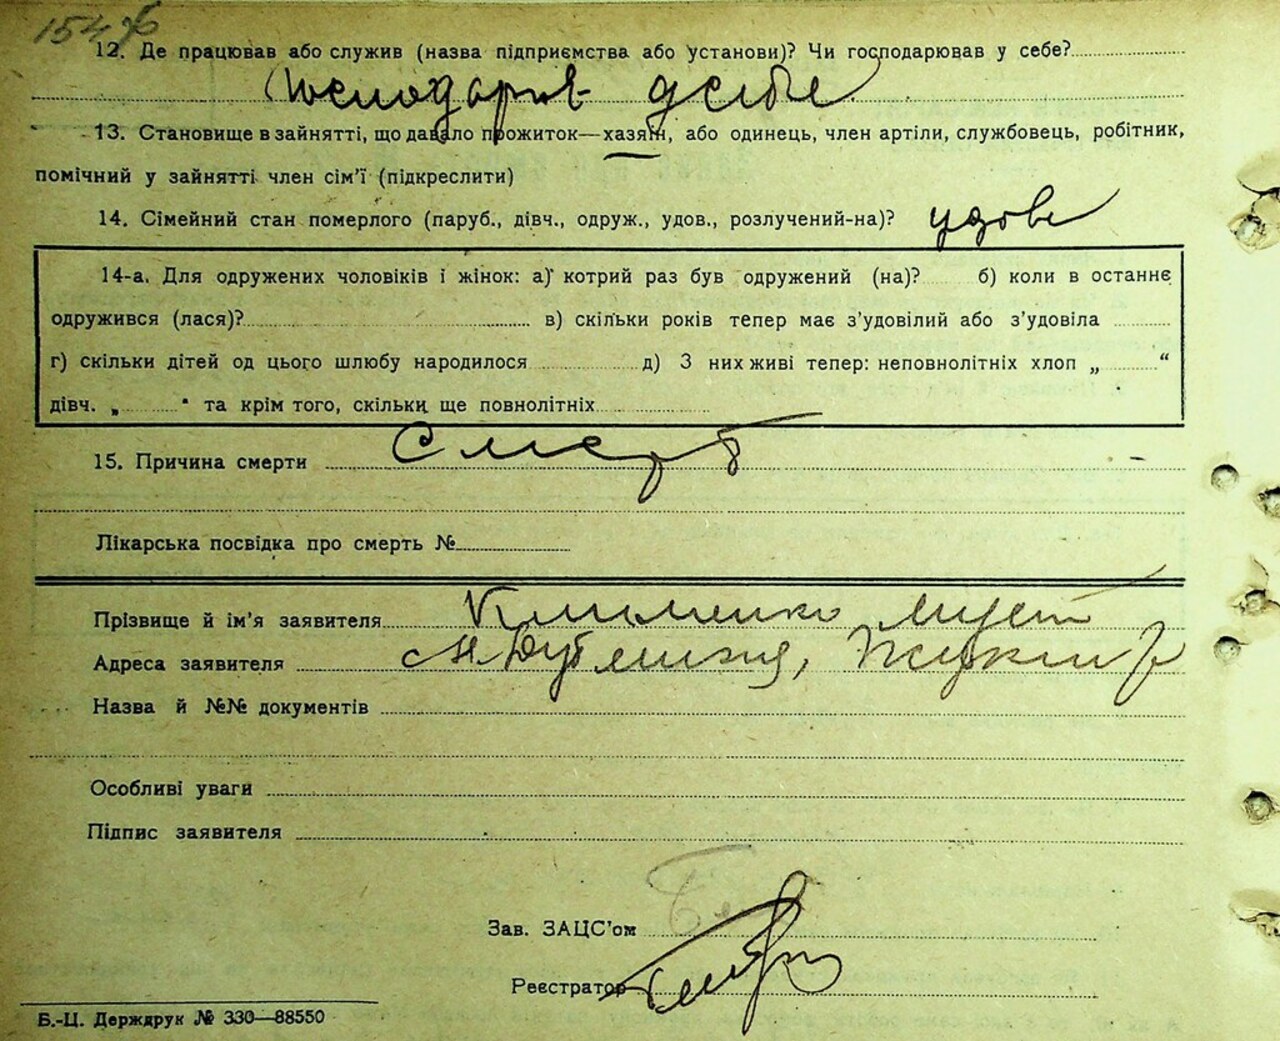 12. Де працював або служив (назва підприємства або установи)? Чи господарював у себе?
Господарив
13. Становище в зайнятті, що давало прожиток—хазяїн, або одинець, член артіли, службовець, робітник,
помічний у зайнятті член сім'ї (підкреслити)
14. Сімейний стан померлого (паруб., дівч., одруж., удов., розлучений-на)? удове
14-а. Для одружених чоловіків і жінок: а) котрий раз був одружений (на)? б) коли в останнє
одружився (лася)? в) скільки років тепер має з'удовілий або з'удовіла
г) скільки дітей од цього шлюбу народилося д) З них живі тепер: неповнолітніх хлоп „ “
дівч. „ “ та крім того, скільки ще повнолітніх
15. Причина смерти Смерт
Лікарська посвідка про смерть №
Прізвище й ім'я заявителя Клименко
Адреса заявителя
Назва й №№ документів
Особливі уваги
Підпис заявителя
Зав. ЗАЦС'ом
Реєстратор
Б.-Ц. Держдрук № 330—88550